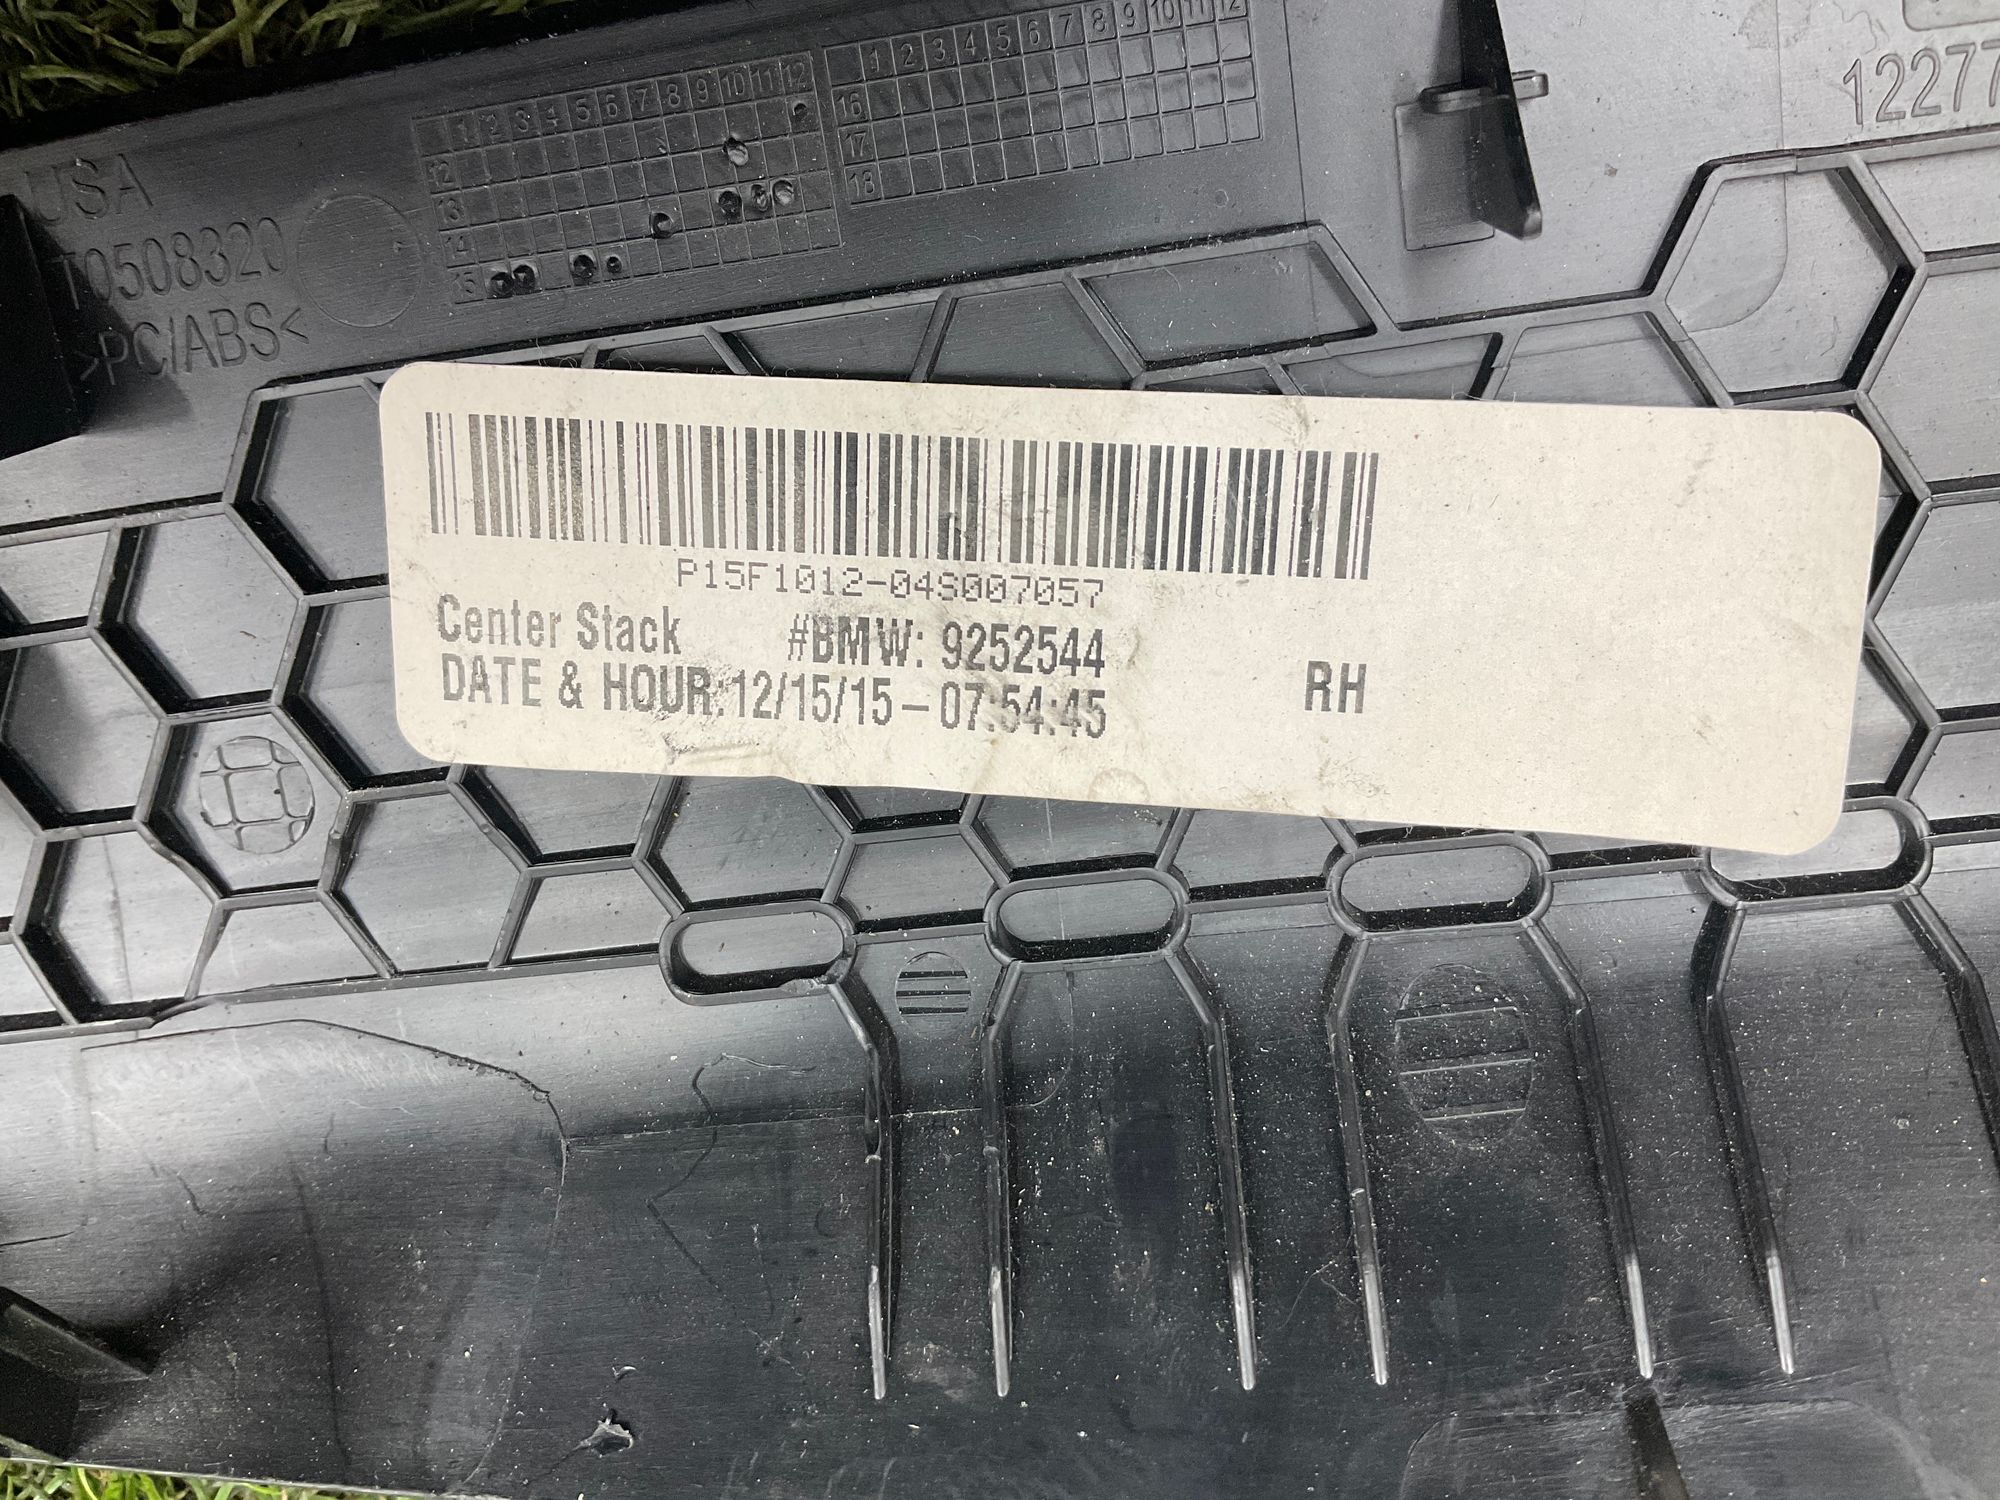 1 2 3 4 5 6 7 8 9 10 11 12
12
13
14
15
1 2 3 4 5 6 7 8 9 10 11 12
16
17
18
12277
USA
T0508320
>PC/ABS<
P15F1012-04S007057
Center Stack #BMW: 9252544
DATE & HOUR:12/15/15-07:54:45 RH